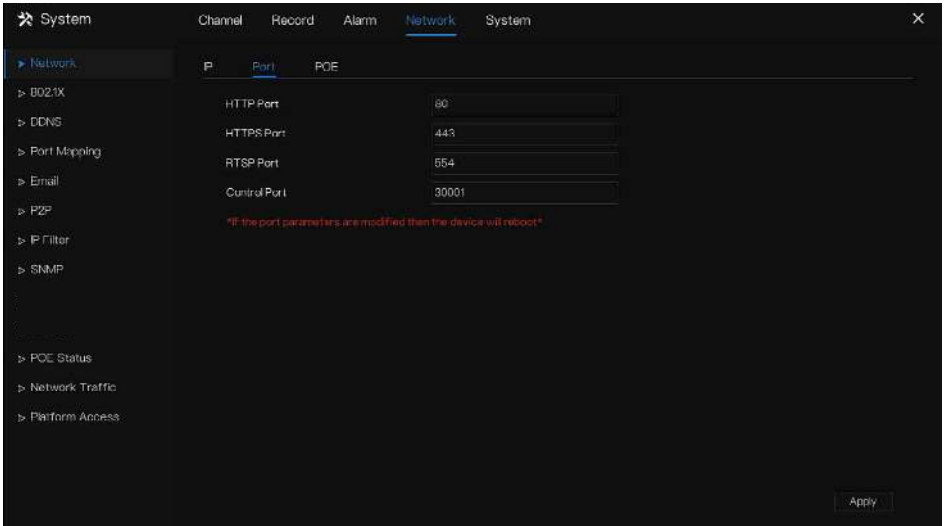 System
Channel Record Alarm Network System
Network
802.1X
DDNS
Port Mapping
Email
P2P
IP Filter
SNMP
POE Status
Network Traffic
Platform Access
IP Port POE
HTTP Port 80
HTTPS Port 443
RTSP Port 554
Control Port 30001
*If the port parameters are modified then the device will reboot*
Apply